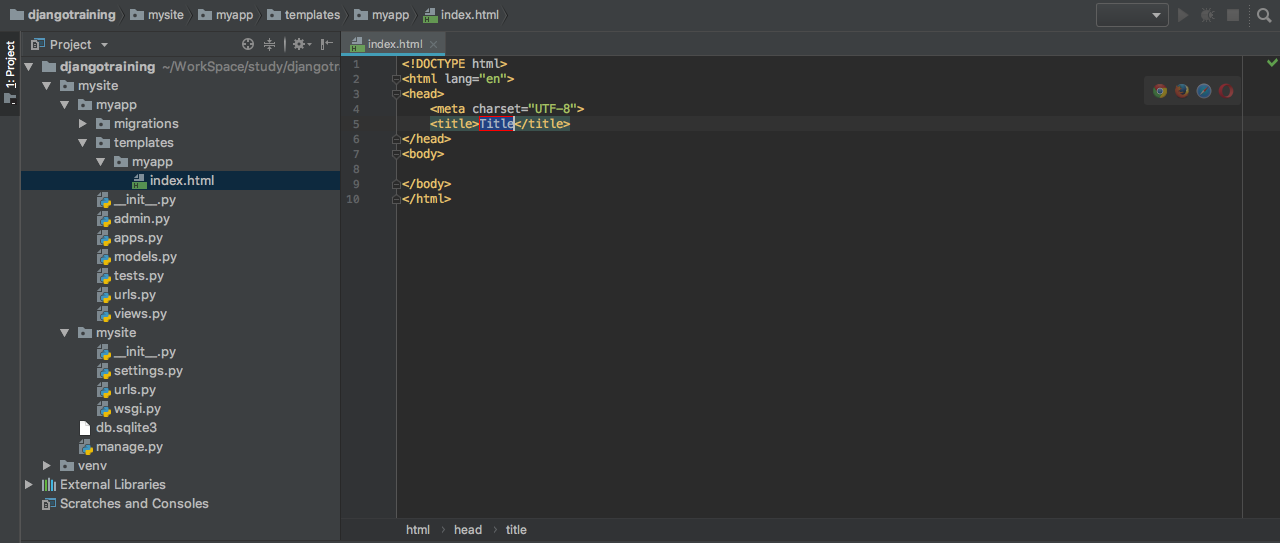 djangotraining mysite myapp templates myapp index.html
1: Project
Project
index.html
djangotraining ~/WorkSpace/study/djangotra
mysite
myapp
migrations
templates
myapp
index.html
__init__.py
admin.py
apps.py
models.py
tests.py
urls.py
views.py
mysite
__init__.py
settings.py
urls.py
wsgi.py
db.sqlite3
manage.py
venv
External Libraries
Scratches and Consoles
1 <!DOCTYPE html>
2 <html lang="en">
3 <head>
4 <meta charset="UTF-8">
5 <title>Title</title>
6 </head>
7 <body>
8
9 </body>
10 </html>
html head title